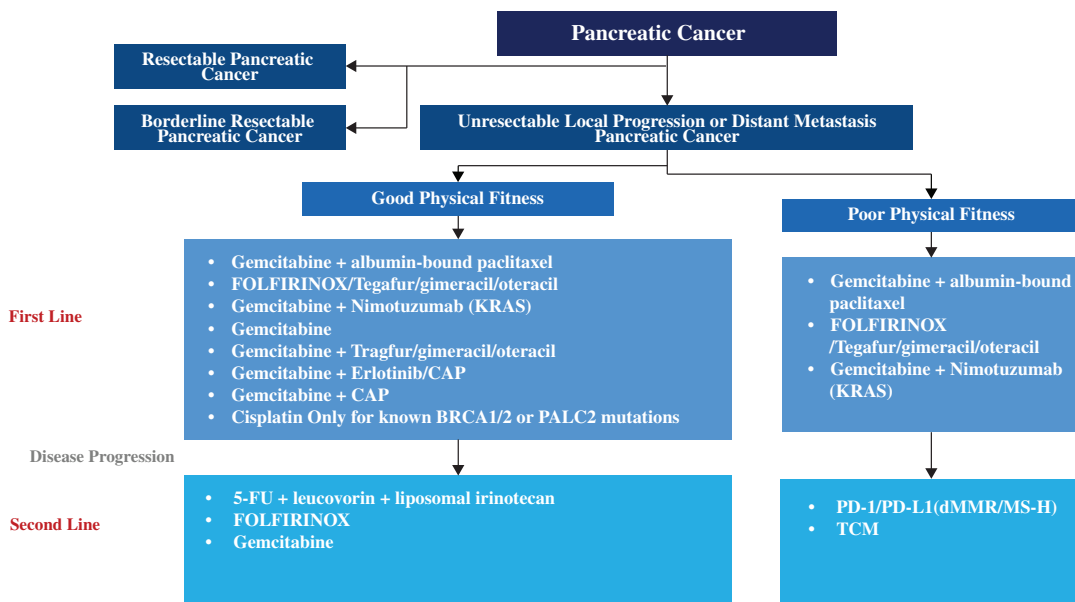 Pancreatic Cancer
Resectable Pancreatic
Cancer
Borderline Resectable
Pancreatic Cancer
Unresectable Local Progression or Distant Metastasis
Pancreatic Cancer
Good Physical Fitness
Poor Physical Fitness
First Line
• Gemcitabine + albumin-bound paclitaxel
• FOLFIRINOX/Tegafur/gimeracil/oteracil
• Gemcitabine + Nimotuzumab (KRAS)
• Gemcitabine
• Gemcitabine + Tragfur/gimeracil/oteracil
• Gemcitabine + Erlotinib/CAP
• Gemcitabine + CAP
• Cisplatin Only for known BRCA1/2 or PALC2 mutations
• Gemcitabine + albumin-bound
paclitaxel
• FOLFIRINOX
/Tegafur/gimeracil/oteracil
• Gemcitabine + Nimotuzumab
(KRAS)
Disease Progression
Second Line
• 5-FU + leucovorin + liposomal irinotecan
• FOLFIRINOX
• Gemcitabine
• PD-1/PD-L1(dMMR/MS-H)
• TCM